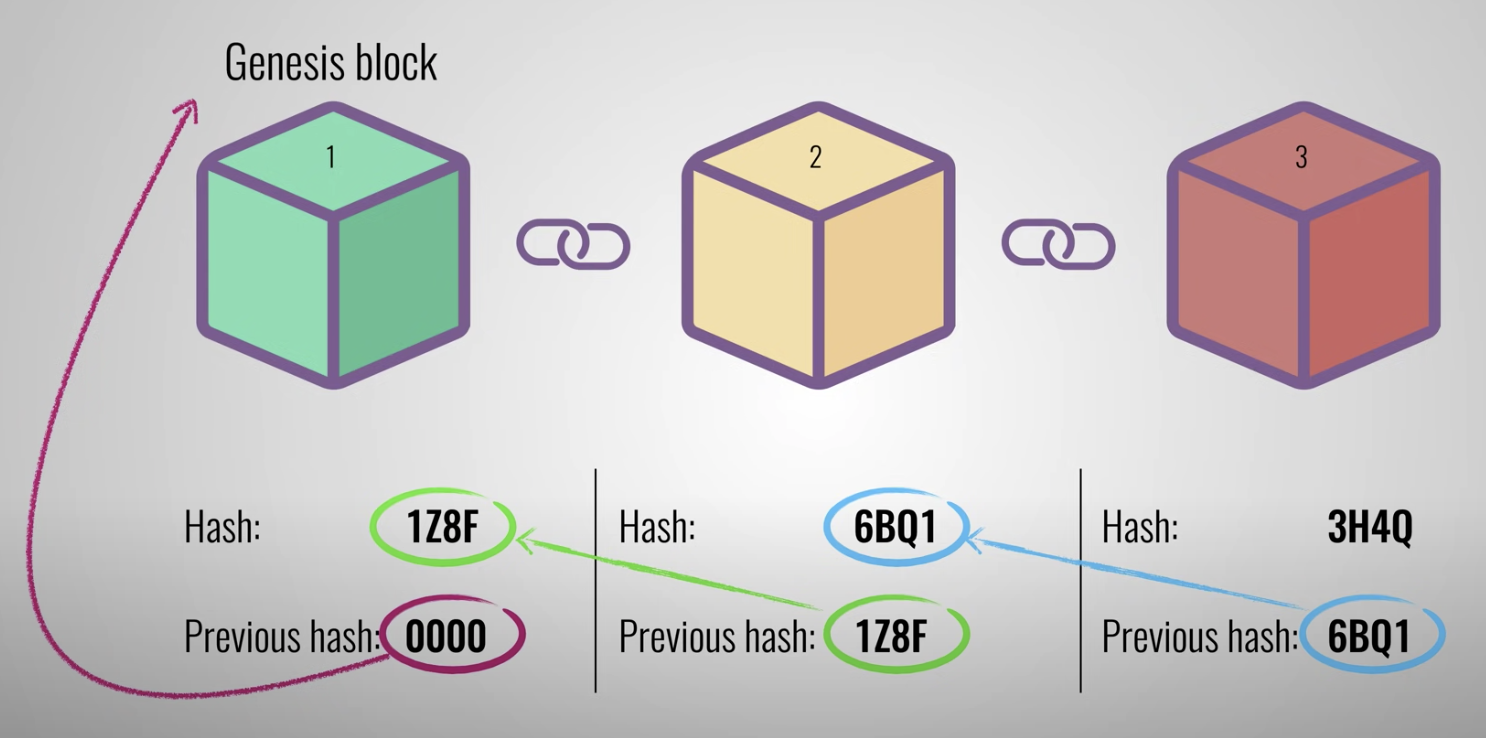 Genesis block
1
2
3
Hash: 1Z8F
Previous hash: 0000
Hash: 6BQ1
Previous hash: 1Z8F
Hash: 3H4Q
Previous hash: 6BQ1